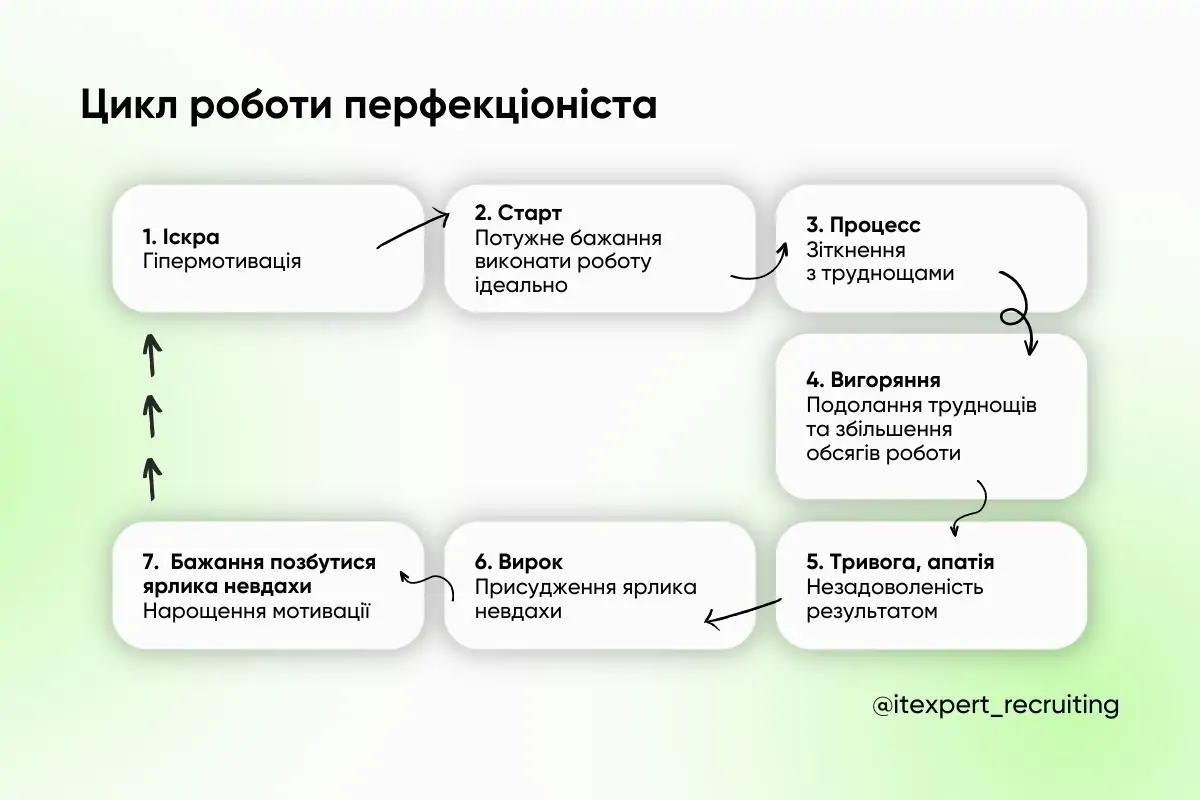 Цикл роботи перфекціоніста
1. Іскра
Гіпермотивація
2. Старт
Потужне бажання
виконати роботу
ідеально
3. Процесс
Зіткнення
з труднощами
4. Вигоряння
Подолання труднощів
та збільшення
обсягів роботи
5. Тривога, апатія
Незадоволеність
результатом
6. Вирок
Присудження ярлика
невдахи
7. Бажання позбутися
ярлика невдахи
Нарощення мотивації
@itexpert_recruiting